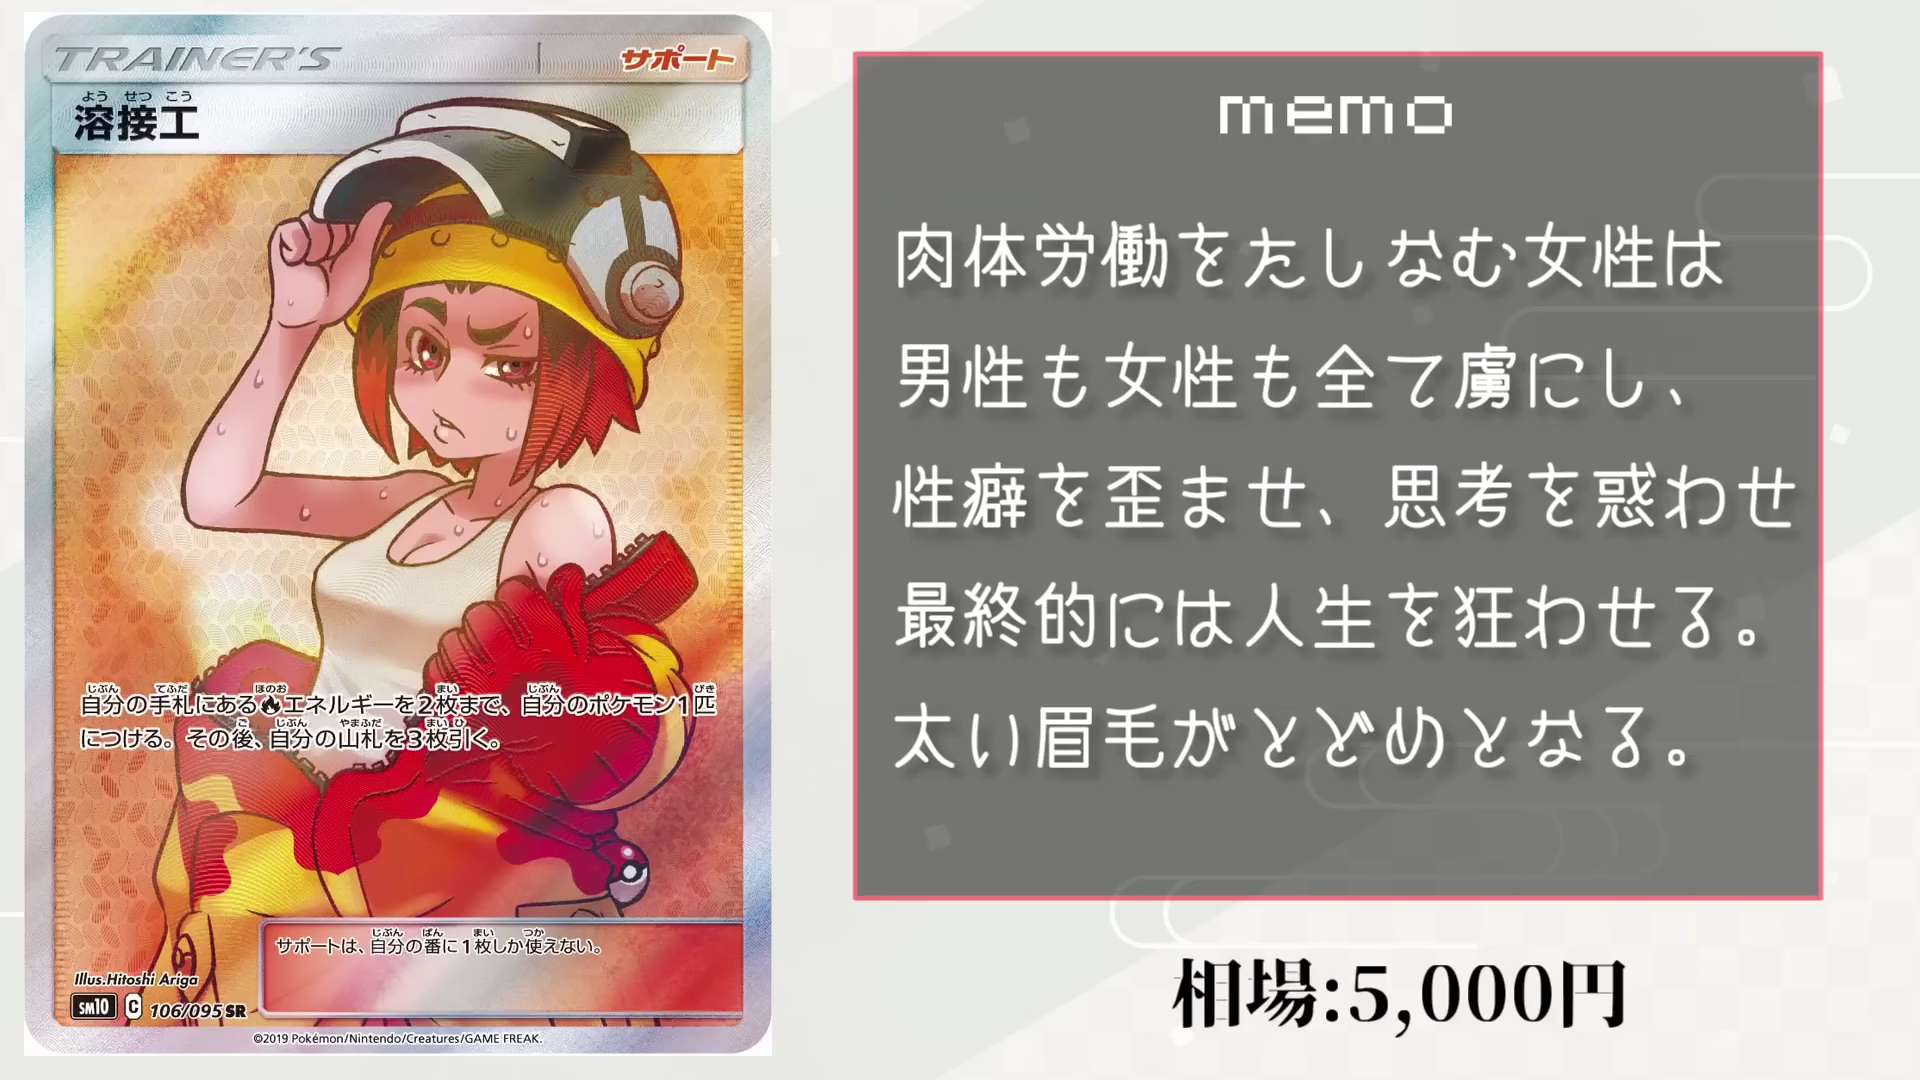 TRAINER'S
サポート
よう せつ こう
溶接工
じぶん てふだ ほのお まい じぶん びき
自分の手札にある エネルギーを2枚まで、自分のポケモン1匹
ご じぶん やまふだ まい ひ
につける。その後、自分の山札を3枚引く。
じぶん ばん まい つか
サポートは、自分の番に1枚しか使えない。
Illus.Hitoshi Ariga
SM10 C 106/095 SR
©2019 Pokémon/Nintendo/Creatures/GAME FREAK.
memo
肉体労働をたしなむ女性は
男性も女性も全て虜にし、
性癖を歪ませ、思考を惑わせ
最終的には人生を狂わせる。
太い眉毛がとどめとなる。
相場:5,000円